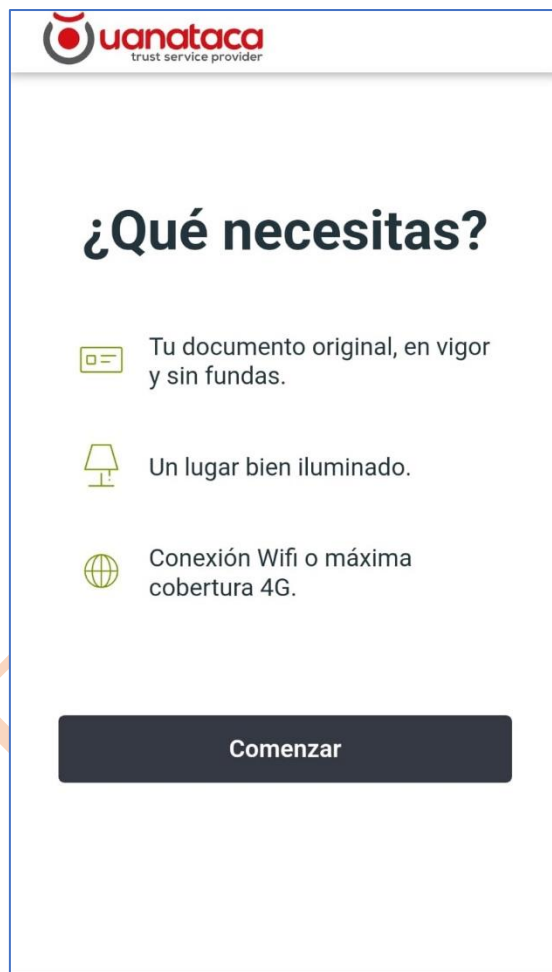 uanataca
trust service provider
¿Qué necesitas?
Tu documento original, en vigor
y sin fundas.
Un lugar bien iluminado.
Conexión Wifi o máxima
cobertura 4G.
Comenzar